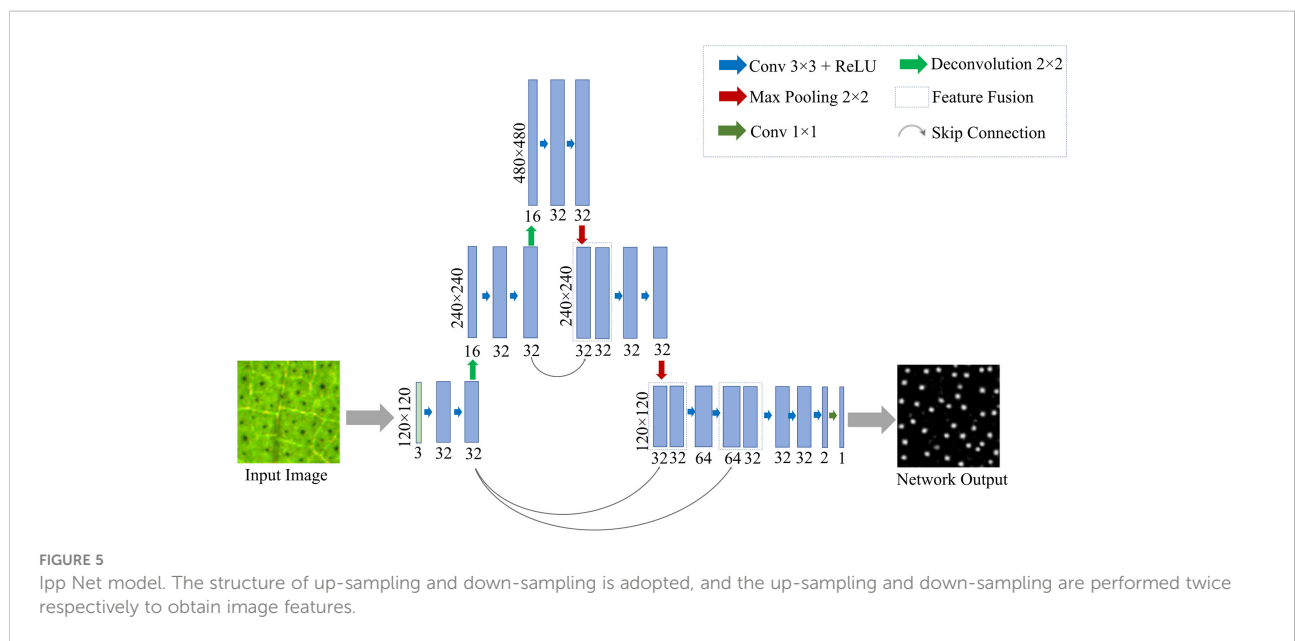 Conv 3×3 + ReLU
Deconvolution 2×2
Max Pooling 2×2
Feature Fusion
Conv 1×1
Skip Connection
480×480
16 32 32
240×240
240×240
16 32 32
32 32 32 32
120×120
120×120
3 32 32
32 32 64 64 32 32 32 2 1
Input Image
Network Output
FIGURE 5
Ipp Net model. The structure of up-sampling and down-sampling is adopted, and the up-sampling and down-sampling are performed twice
respectively to obtain image features.